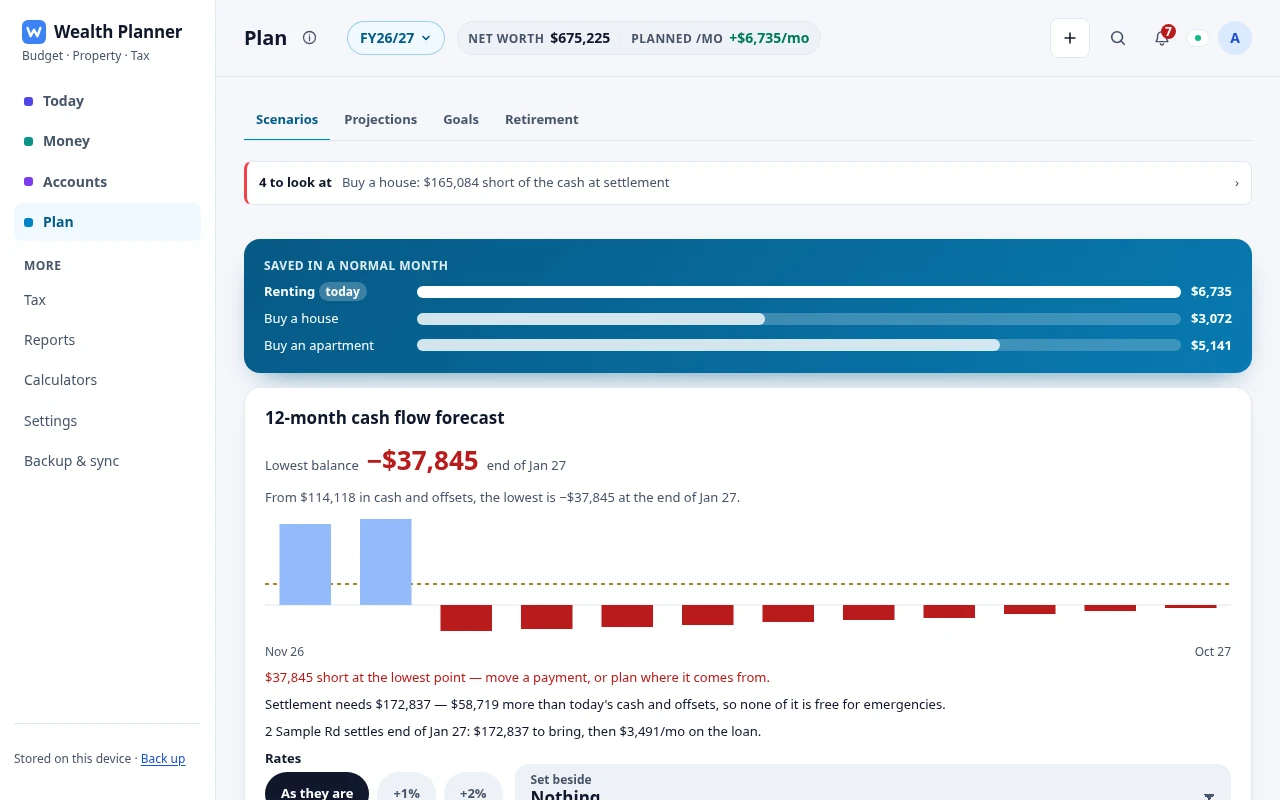 Wealth Planner
Budget · Property · Tax
Today
Money
Accounts
Plan
MORE
Tax
Reports
Calculators
Settings
Backup & sync
Stored on this device · Back up
Plan
FY26/27
NET WORTH $675,225
PLANNED /MO +$6,735/mo
7
A
Scenarios Projections Goals Retirement
4 to look at Buy a house: $165,084 short of the cash at settlement
SAVED IN A NORMAL MONTH
Renting today $6,735
Buy a house $3,072
Buy an apartment $5,141
12-month cash flow forecast
Lowest balance −$37,845 end of Jan 27
From $114,118 in cash and offsets, the lowest is −$37,845 at the end of Jan 27.
Nov 26 Oct 27
$37,845 short at the lowest point — move a payment, or plan where it comes from.
Settlement needs $172,837 — $58,719 more than today's cash and offsets, so none of it is free for emergencies.
2 Sample Rd settles end of Jan 27: $172,837 to bring, then $3,491/mo on the loan.
Rates
As they are +1% +2%
Set beside
Nothing